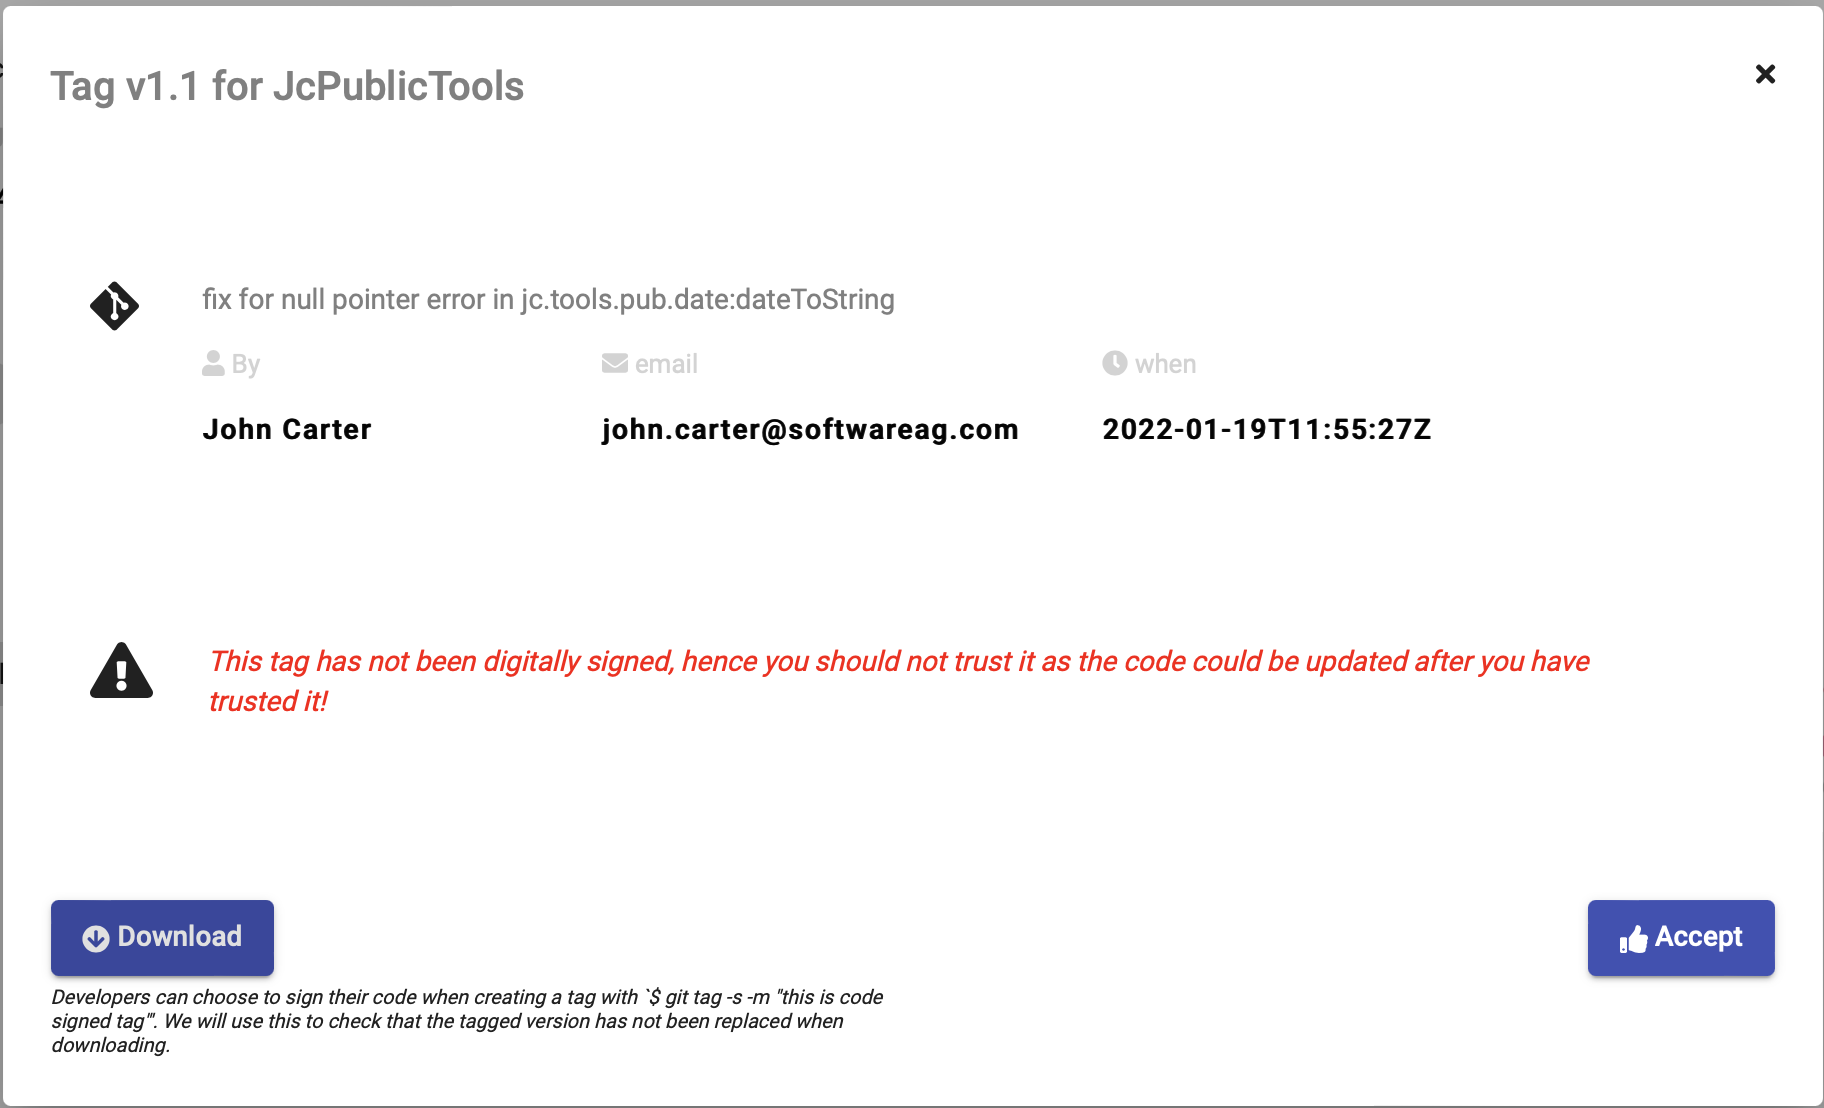 Tag v1.1 for JcPublicTools
fix for null pointer error in jc.tools.pub.date:dateToString
By
email
when
John Carter
john.carter@softwareag.com
2022-01-19T11:55:27Z
This tag has not been digitally signed, hence you should not trust it as the code could be updated after you have
trusted it!
Download
Accept
Developers can choose to sign their code when creating a tag with `$ git tag -s -m "this is code
signed tag"'. We will use this to check that the tagged version has not been replaced when
downloading.